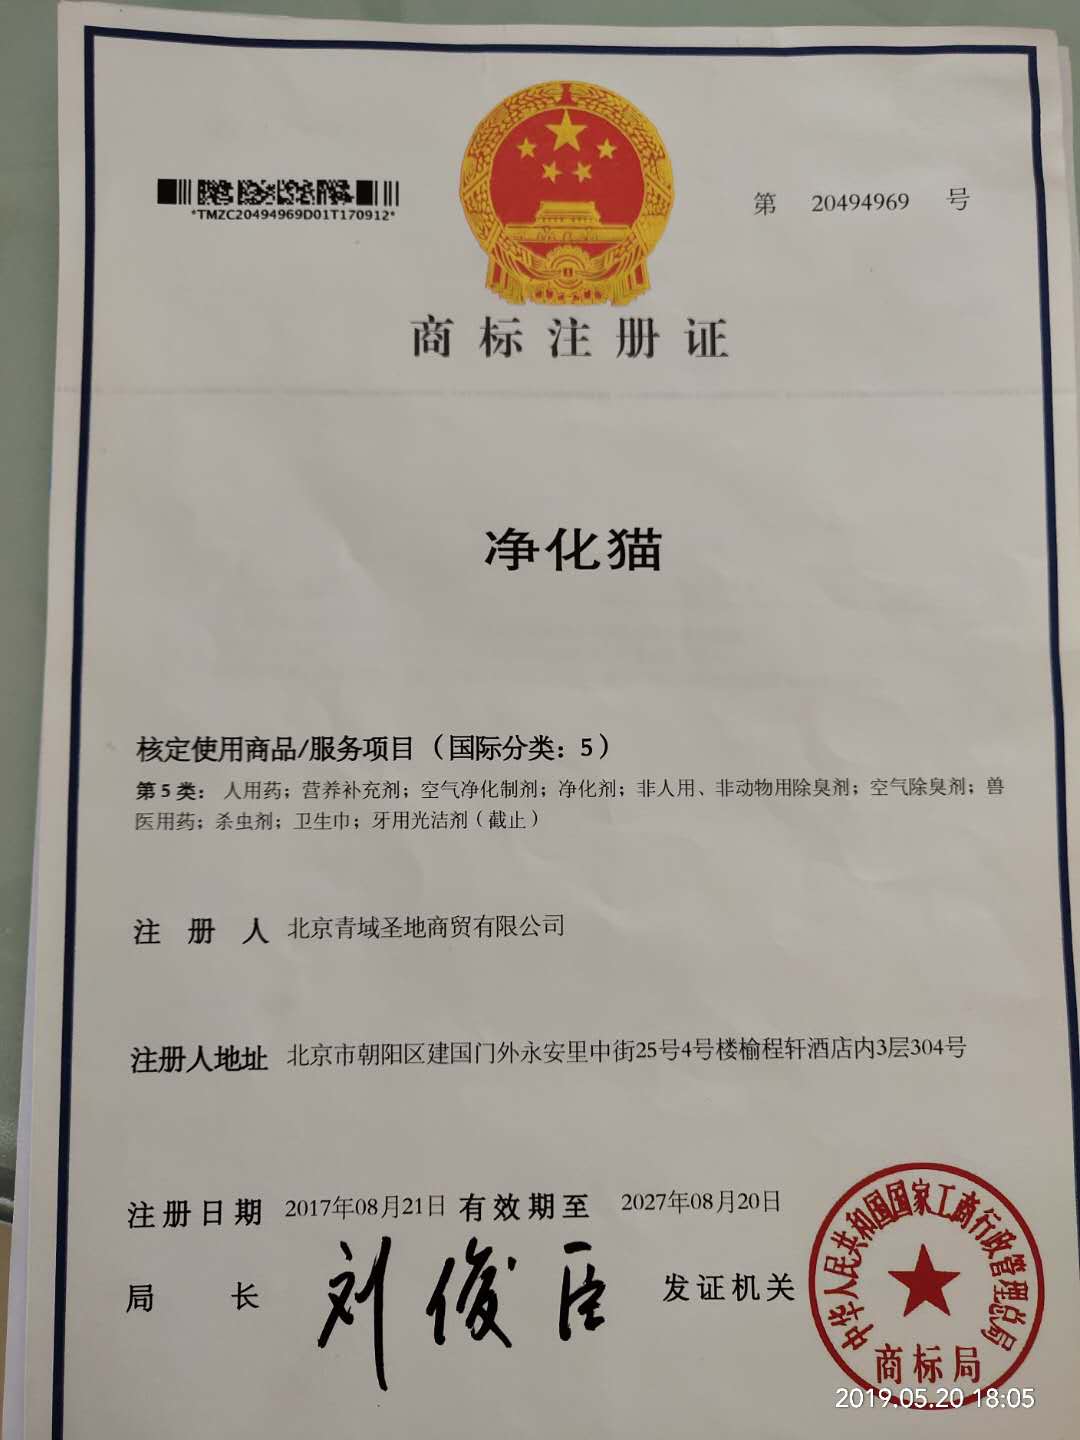 *TMZC20494969D01T170912*
第 20494969 号
商标注册证
净化猫
核定使用商品/服务项目（国际分类：5）
第5类：人用药；营养补充剂；空气净化制剂；净化剂；非人用、非动物用除臭剂；空气除臭剂；兽
医用药；杀虫剂；卫生巾；牙用光洁剂（截止）
注册人 北京青域圣地商贸有限公司
注册人地址 北京市朝阳区建国门外永安里中街25号4号楼榆程轩酒店内3层304号
注册日期 2017年08月21日 有效期至 2027年08月20日
局长 刘俊臣 发证机关
中华人民共和国国家工商行政管理总局
商标局
2019.05.20 18:05